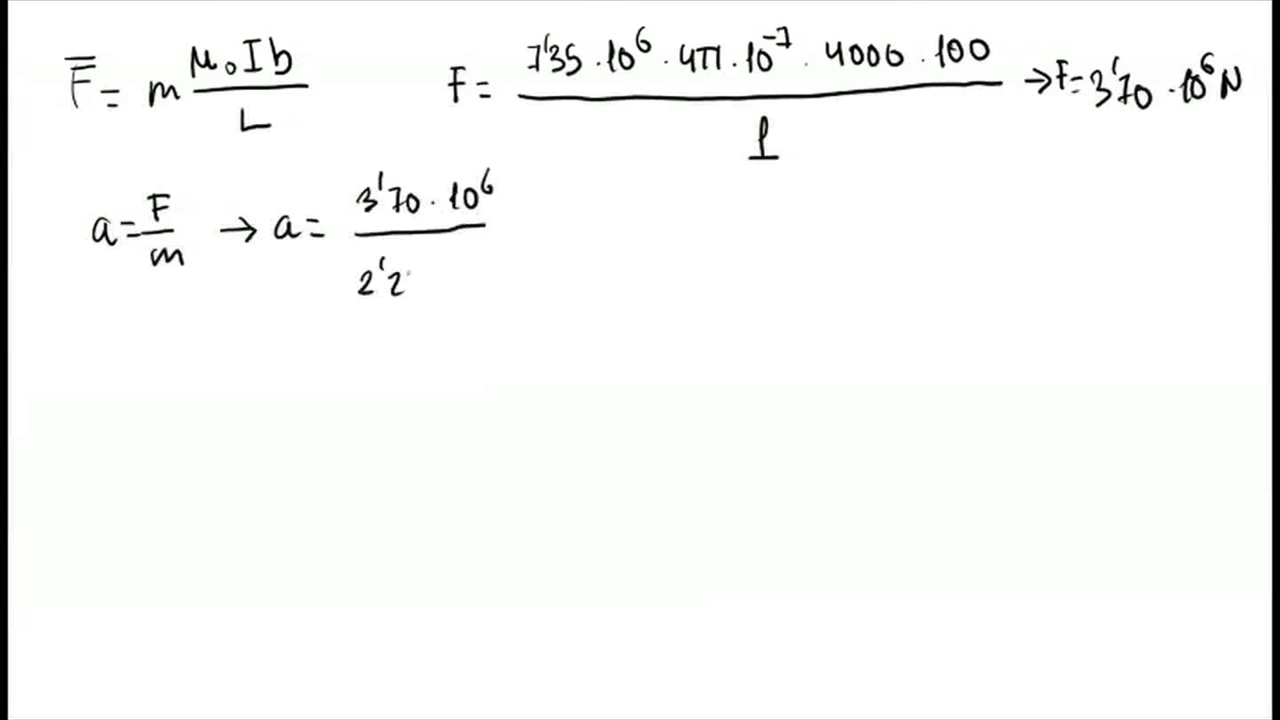 F̅ = m μ₀Ib / L    F = 7'35 · 10⁶ · 4π · 10⁻⁷ · 4000 · 100 / 1 → F = 3'70 · 10⁶ N
a = F / m → a = 3'70 · 10⁶ / 2'2